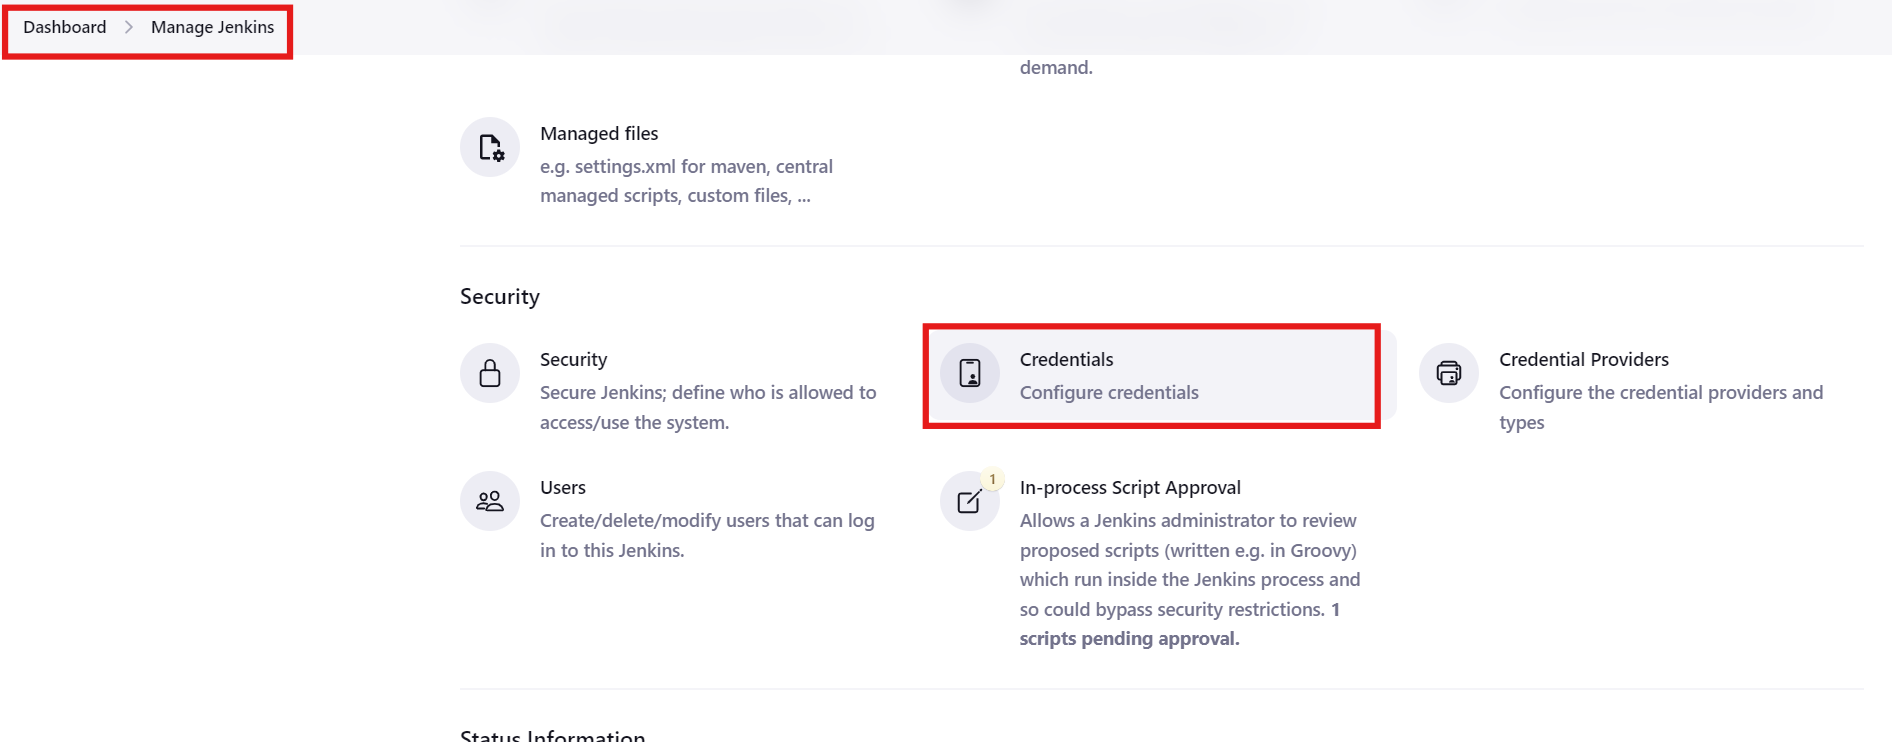 Dashboard > Manage Jenkins
demand.
Managed files
e.g. settings.xml for maven, central
managed scripts, custom files, ...
Security
Security
Secure Jenkins; define who is allowed to
access/use the system.
Credentials
Configure credentials
Credential Providers
Configure the credential providers and
types
Users
Create/delete/modify users that can log
in to this Jenkins.
1
In-process Script Approval
Allows a Jenkins administrator to review
proposed scripts (written e.g. in Groovy)
which run inside the Jenkins process and
so could bypass security restrictions. 1
scripts pending approval.
Status Information